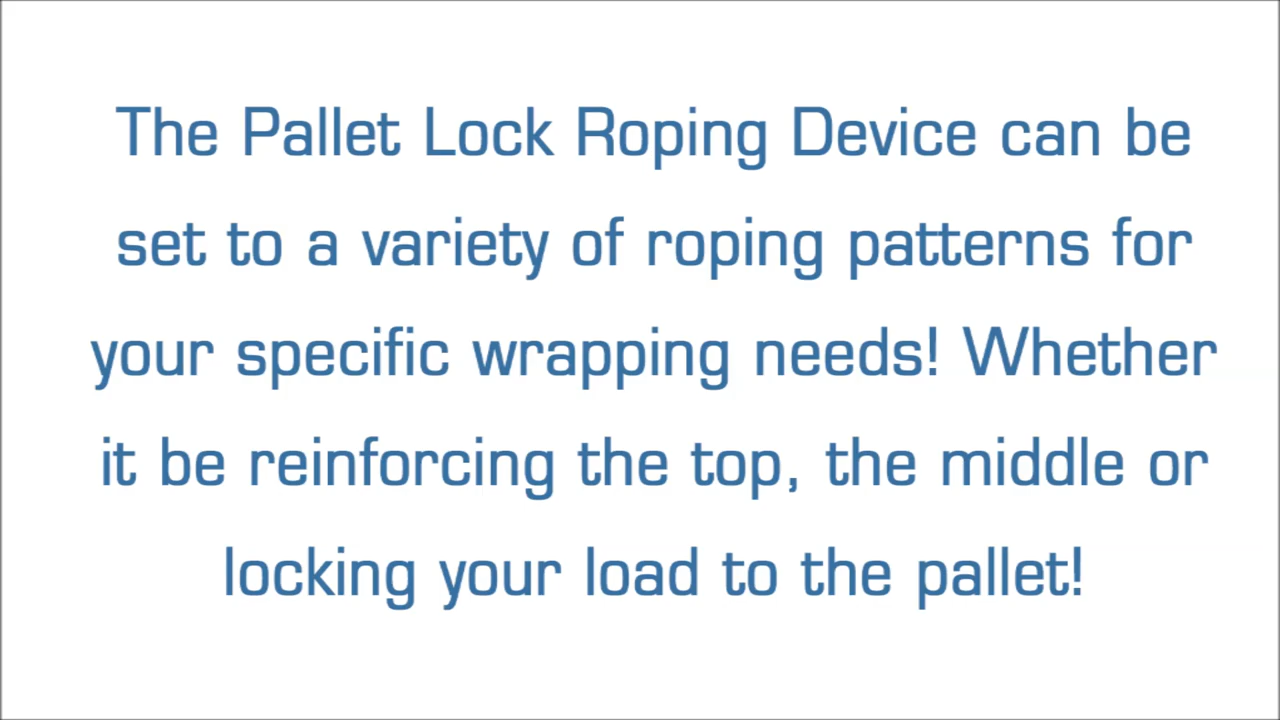 The Pallet Lock Roping Device can be
set to a variety of roping patterns for
your specific wrapping needs! Whether
it be reinforcing the top, the middle or
locking your load to the pallet!